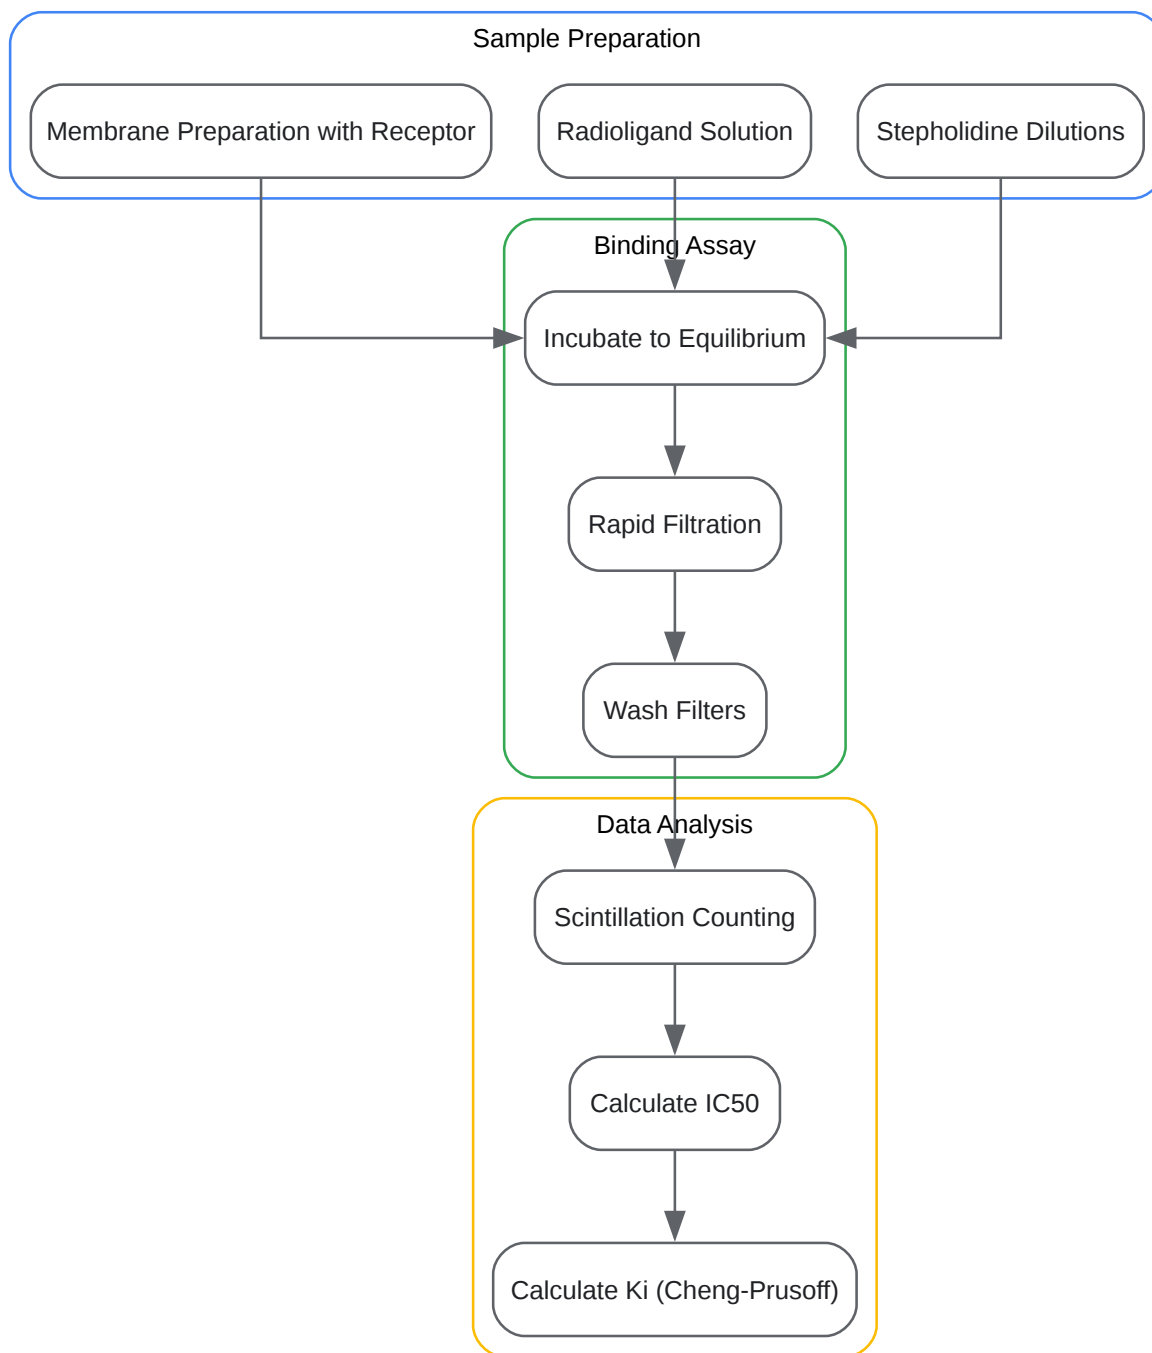 Sample Preparation
Membrane Preparation with Receptor
Radioligand Solution
Stepholidine Dilutions
Binding Assay
Incubate to Equilibrium
Rapid Filtration
Wash Filters
Data Analysis
Scintillation Counting
Calculate IC50
Calculate Ki (Cheng-Prusoff)